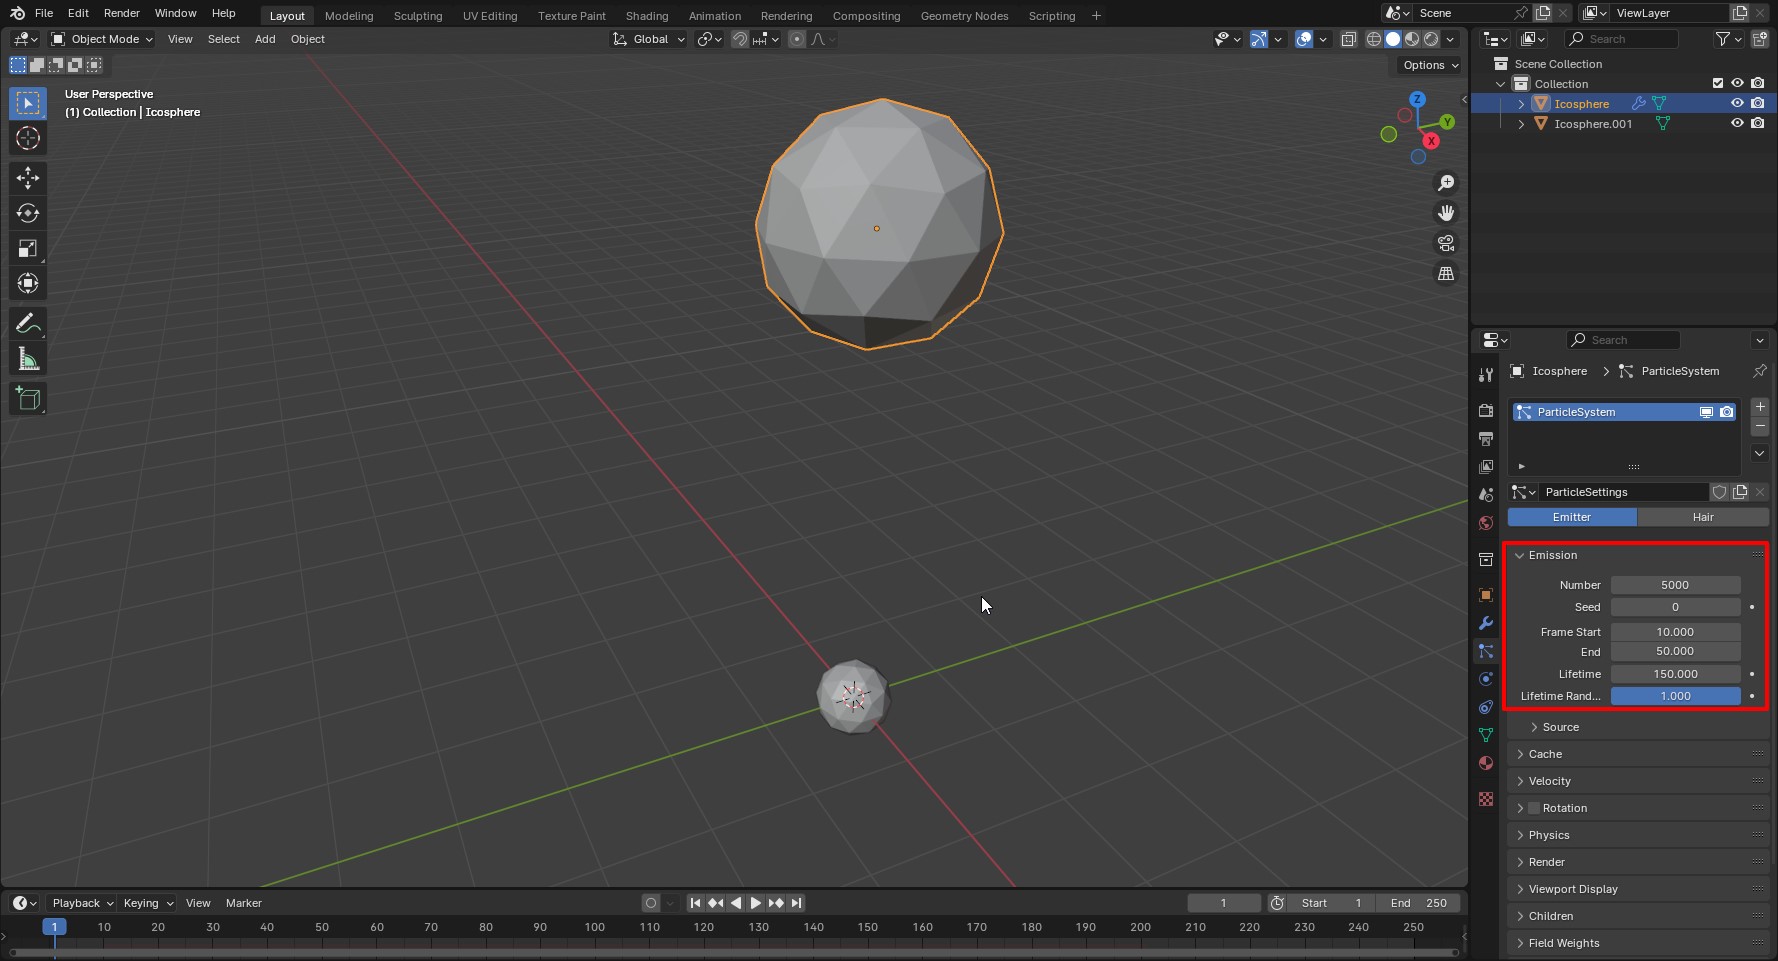 File Edit Render Window Help Layout Modeling Sculpting UV Editing Texture Paint Shading Animation Rendering Compositing Geometry Nodes Scripting + Scene ViewLayer
Object Mode View Select Add Object Global
Options
User Perspective
(1) Collection | Icosphere
Z
Y
X
Search
Scene Collection
Collection
Icosphere
Icosphere.001
Search
Icosphere > ParticleSystem
ParticleSystem
ParticleSettings
Emitter Hair
Emission
Number 5000
Seed 0
Frame Start 10.000
End 50.000
Lifetime 150.000
Lifetime Rand... 1.000
Source
Cache
Velocity
Rotation
Physics
Render
Viewport Display
Children
Field Weights
Playback Keying View Marker 1 Start 1 End 250
1 10 20 30 40 50 60 70 80 90 100 110 120 130 140 150 160 170 180 190 200 210 220 230 240 250